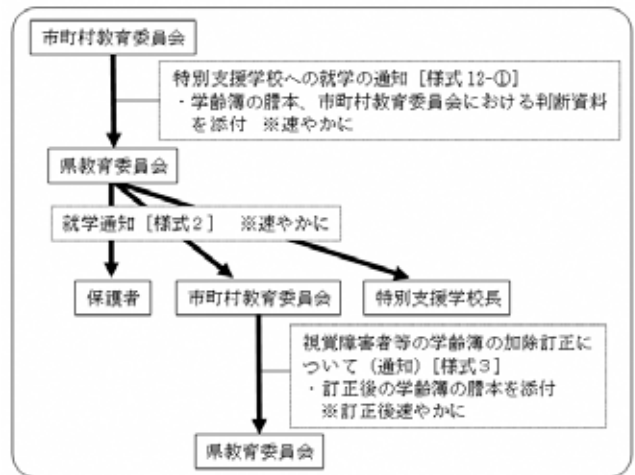 市町村教育委員会
特別支援学校への就学の通知［様式12-①］
・学齢簿の謄本、市町村教育委員会における判断資料
を添付　※速やかに
県教育委員会
就学通知［様式２］　※速やかに
保護者
市町村教育委員会
特別支援学校長
視覚障害者等の学齢簿の加除訂正に
ついて（通知）［様式３］
・訂正後の学齢簿の謄本を添付
※訂正後速やかに
県教育委員会